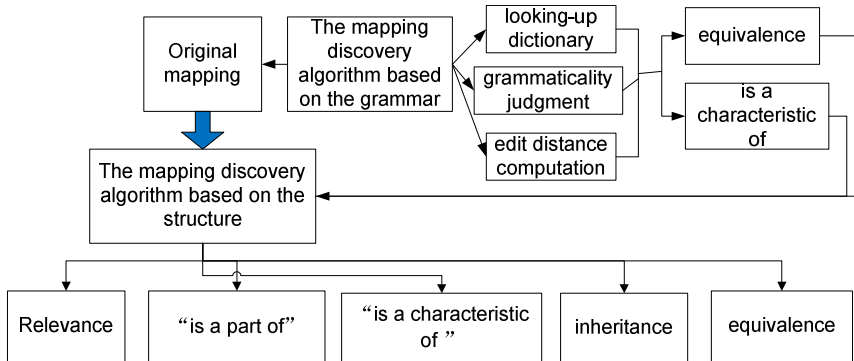 Original
mapping
The mapping
discovery
algorithm based
on the grammar
looking-up
dictionary
grammaticality
judgment
edit distance
computation
equivalence
is a
characteristic
of
The mapping discovery
algorithm based on the
structure
Relevance
“is a part of”
“is a characteristic
of ”
inheritance
equivalence